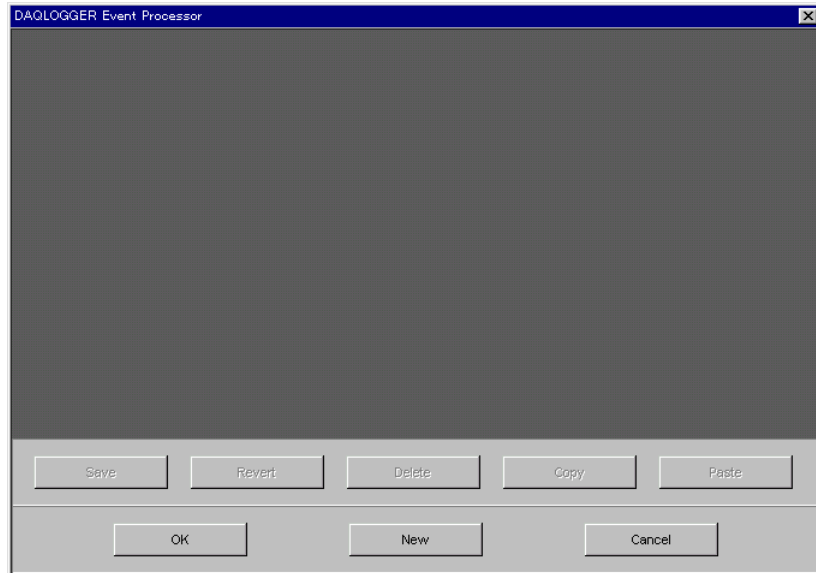 DAQLOGGER Event Processor
Save Revert Delete Copy Paste
OK New Cancel